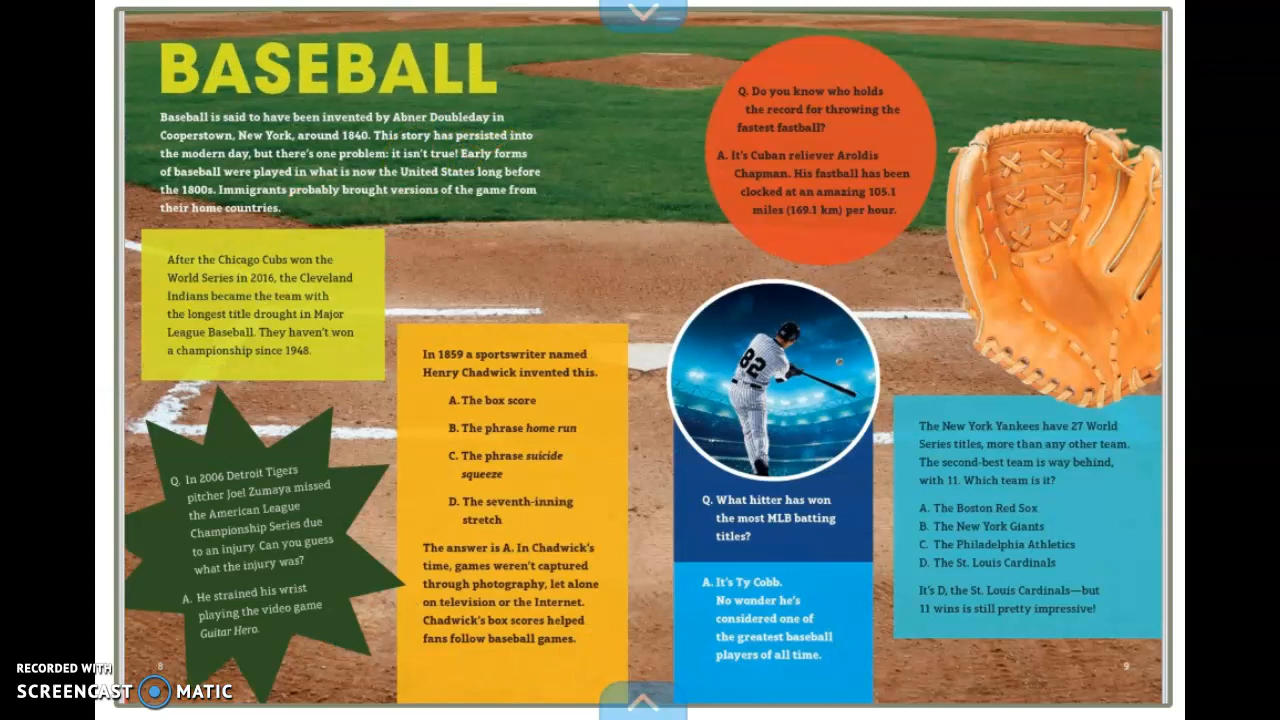 BASEBALL
Baseball is said to have been invented by Abner Doubleday in
Cooperstown, New York, around 1840. This story has persisted into
the modern day, but there's one problem: it isn't true! Early forms
of baseball were played in what is now the United States long before
the 1800s. Immigrants probably brought versions of the game from
their home countries.
After the Chicago Cubs won the
World Series in 2016, the Cleveland
Indians became the team with
the longest title drought in Major
League Baseball. They haven't won
a championship since 1948.
Q. In 2006 Detroit Tigers
pitcher Joel Zumaya missed
the American League
Championship Series due
to an injury. Can you guess
what the injury was?
A. He strained his wrist
playing the video game
Guitar Hero.
In 1859 a sportswriter named
Henry Chadwick invented this.
A. The box score
B. The phrase home run
C. The phrase suicide
squeeze
D. The seventh-inning
stretch
The answer is A. In Chadwick's
time, games weren't captured
through photography, let alone
on television or the Internet.
Chadwick's box scores helped
fans follow baseball games.
Q. Do you know who holds
the record for throwing the
fastest fastball?
A. It's Cuban reliever Aroldis
Chapman. His fastball has been
clocked at an amazing 105.1
miles (169.1 km) per hour.
82
Q. What hitter has won
the most MLB batting
titles?
A. It's Ty Cobb.
No wonder he's
considered one of
the greatest baseball
players of all time.
The New York Yankees have 27 World
Series titles, more than any other team.
The second-best team is way behind,
with 11. Which team is it?
A. The Boston Red Sox
B. The New York Giants
C. The Philadelphia Athletics
D. The St. Louis Cardinals
It's D, the St. Louis Cardinals—but
11 wins is still pretty impressive!
8
9
RECORDED WITH
SCREENCAST MATIC